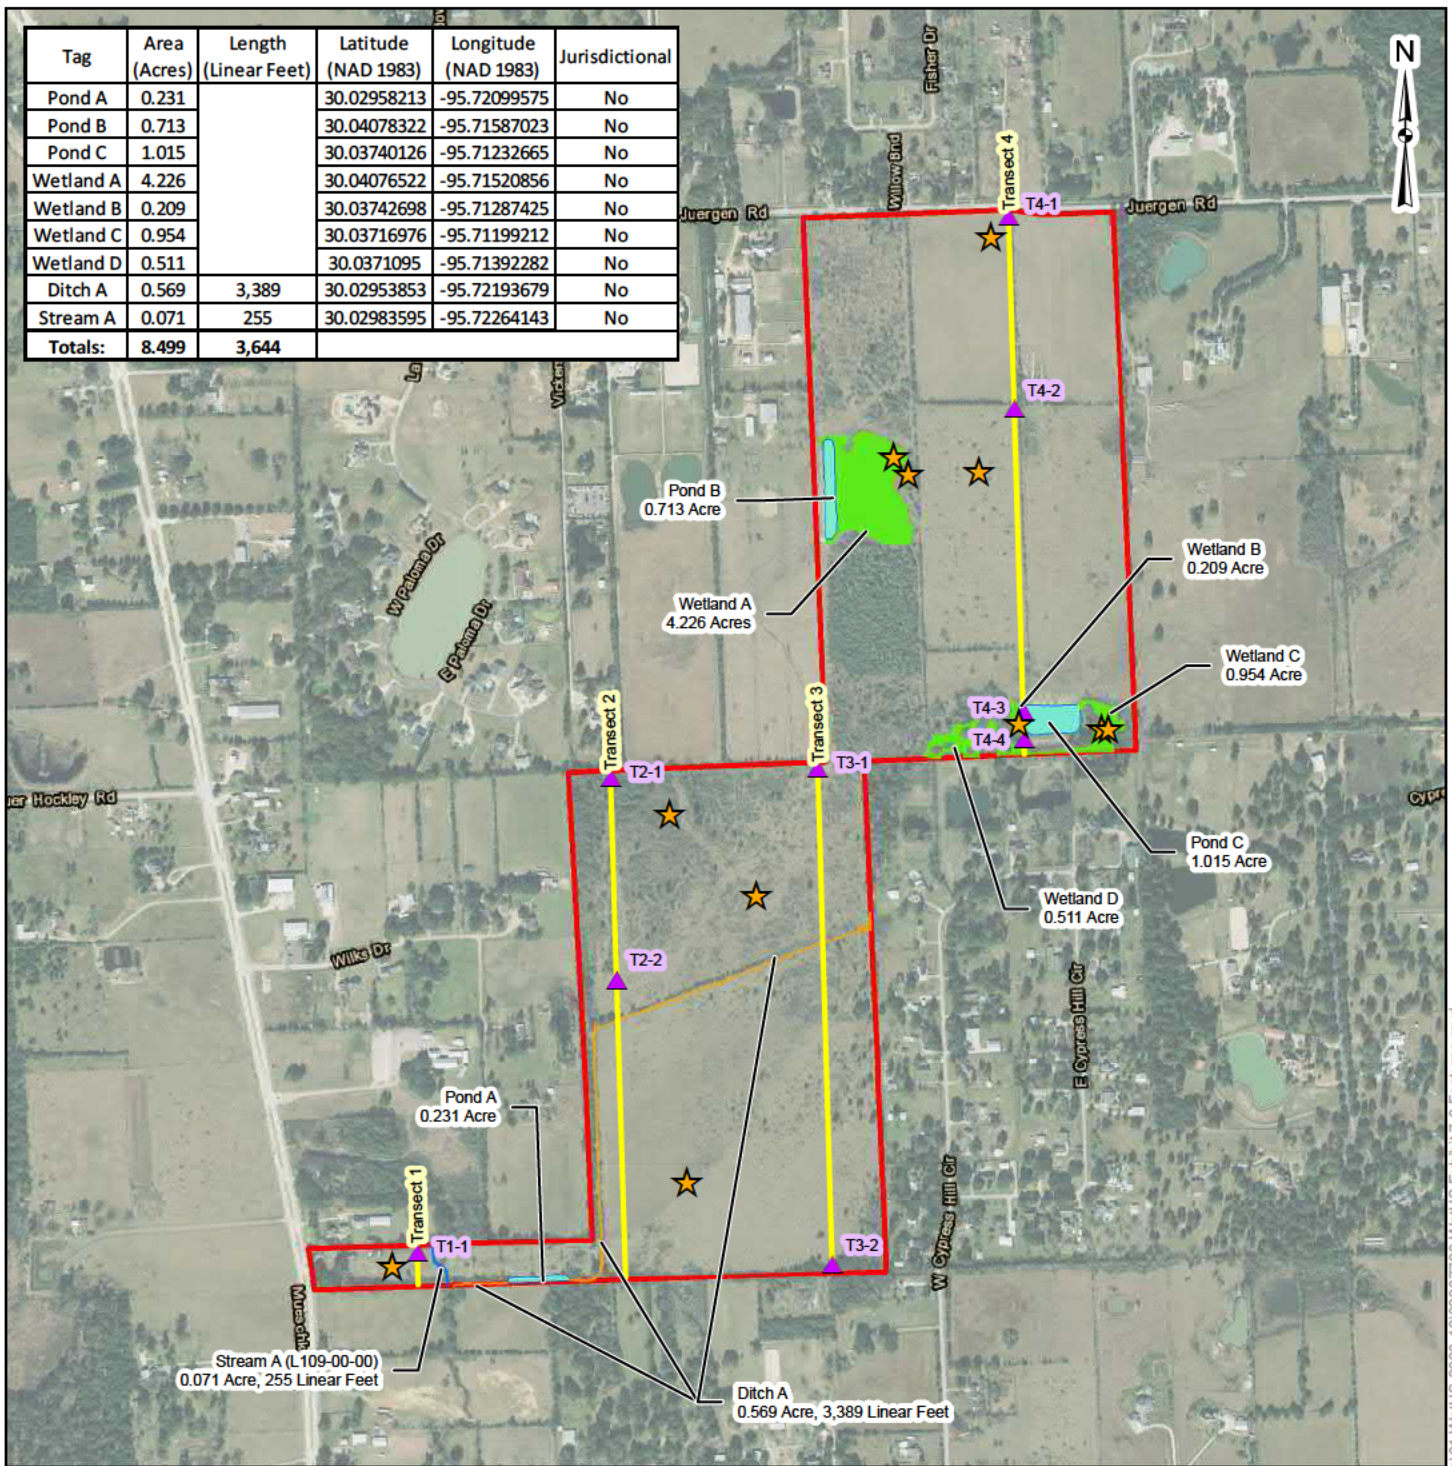 Tag Area (Acres) Length (Linear Feet) Latitude (NAD 1983) Longitude (NAD 1983) Jurisdictional
Pond A 0.231 30.02958213 -95.72099575 No
Pond B 0.713 30.04078322 -95.71587023 No
Pond C 1.015 30.03740126 -95.71232665 No
Wetland A 4.226 30.04076522 -95.71520856 No
Wetland B 0.209 30.03742698 -95.71287425 No
Wetland C 0.954 30.03716976 -95.71199212 No
Wetland D 0.511 30.0371095 -95.71392282 No
Ditch A 0.569 3,389 30.02953853 -95.72193679 No
Stream A 0.071 255 30.02983595 -95.72264143 No
Totals: 8.499 3,644
N
Fisher Dr
Willow Bnd
Transect 4
T4-1
Juergen Rd
Juergen Rd
La
T4-2
Pond B
0.713 Acre
W Paloma Dr
E Paloma Dr
Wetland A
4.226 Acres
Wetland B
0.209 Acre
Wetland C
0.954 Acre
T4-3
T4-4
Transect 2
T2-1
Transect 3
T3-1
Hockley Rd
Pond C
1.015 Acre
Wetland D
0.511 Acre
Wilks Dr
T2-2
E Cypress Hill Cir
Pond A
0.231 Acre
Transect 1
T1-1
T3-2
W Cypress Hill Cir
Stream A (L109-00-00)
0.071 Acre, 255 Linear Feet
Ditch A
0.569 Acre, 3,389 Linear Feet